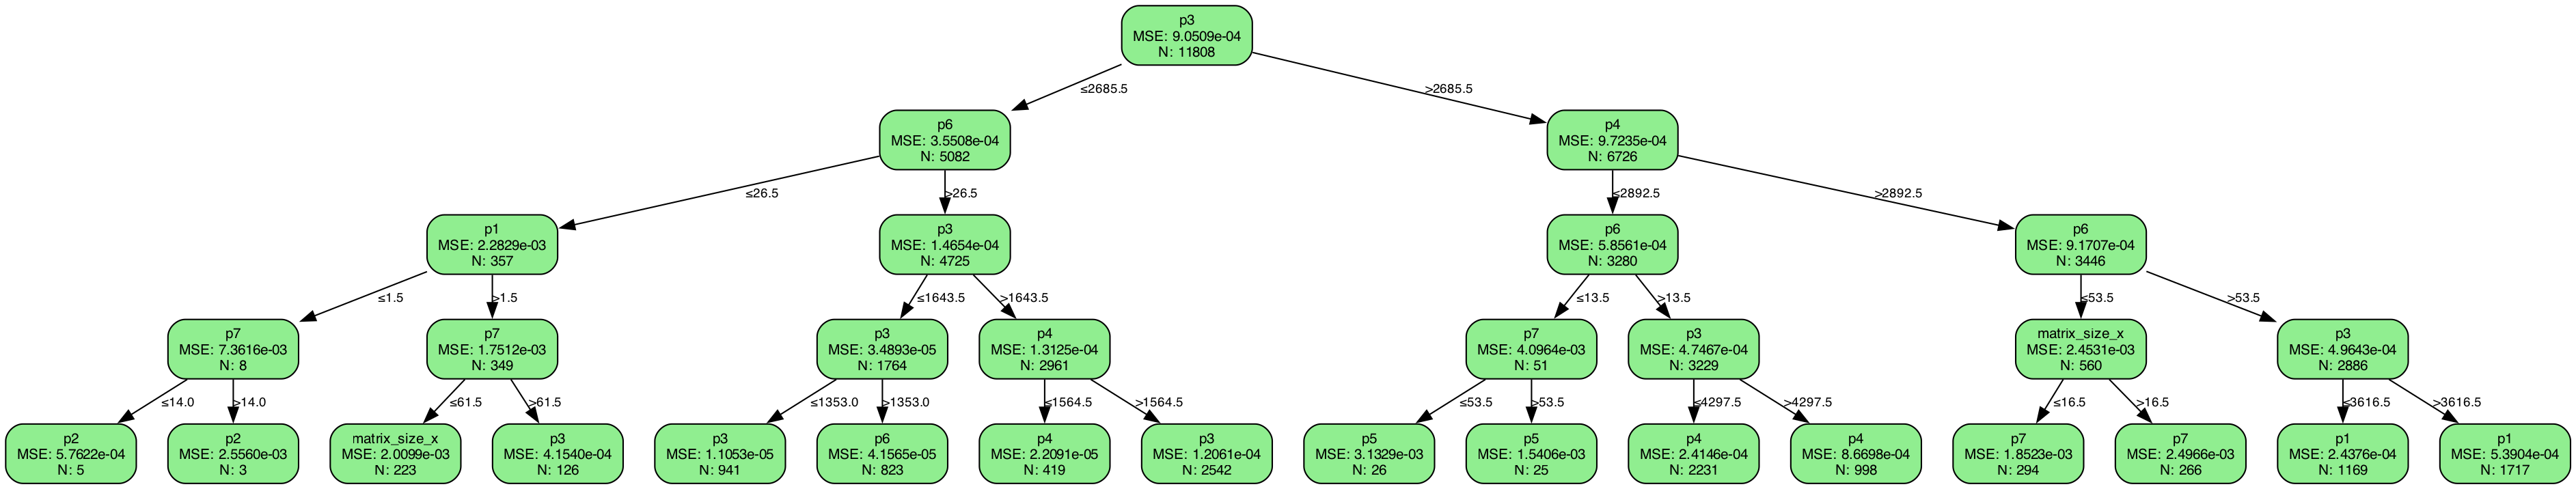 p3
MSE: 9.0509e-04
N: 11808
≤2685.5
>2685.5
p6
MSE: 3.5508e-04
N: 5082
p4
MSE: 9.7235e-04
N: 6726
≤26.5
>26.5
≤2892.5
>2892.5
p1
MSE: 2.2829e-03
N: 357
p3
MSE: 1.4654e-04
N: 4725
p6
MSE: 5.8561e-04
N: 3280
p6
MSE: 9.1707e-04
N: 3446
≤1.5
>1.5
≤1643.5
>1643.5
≤13.5
>13.5
≤53.5
>53.5
p7
MSE: 7.3616e-03
N: 8
p7
MSE: 1.7512e-03
N: 349
p3
MSE: 3.4893e-05
N: 1764
p4
MSE: 1.3125e-04
N: 2961
p7
MSE: 4.0964e-03
N: 51
p3
MSE: 4.7467e-04
N: 3229
matrix_size_x
MSE: 2.4531e-03
N: 560
p3
MSE: 4.9643e-04
N: 2886
≤14.0
>14.0
≤61.5
>61.5
≤1353.0
>1353.0
≤1564.5
>1564.5
≤53.5
>53.5
≤4297.5
>4297.5
≤16.5
>16.5
≤3616.5
>3616.5
p2
MSE: 5.7622e-04
N: 5
p2
MSE: 2.5560e-03
N: 3
matrix_size_x
MSE: 2.0099e-03
N: 223
p3
MSE: 4.1540e-04
N: 126
p3
MSE: 1.1053e-05
N: 941
p6
MSE: 4.1565e-05
N: 823
p4
MSE: 2.2091e-05
N: 419
p3
MSE: 1.2061e-04
N: 2542
p5
MSE: 3.1329e-03
N: 26
p5
MSE: 1.5406e-03
N: 25
p4
MSE: 2.4146e-04
N: 2231
p4
MSE: 8.6698e-04
N: 998
p7
MSE: 1.8523e-03
N: 294
p7
MSE: 2.4966e-03
N: 266
p1
MSE: 2.4376e-04
N: 1169
p1
MSE: 5.3904e-04
N: 1717